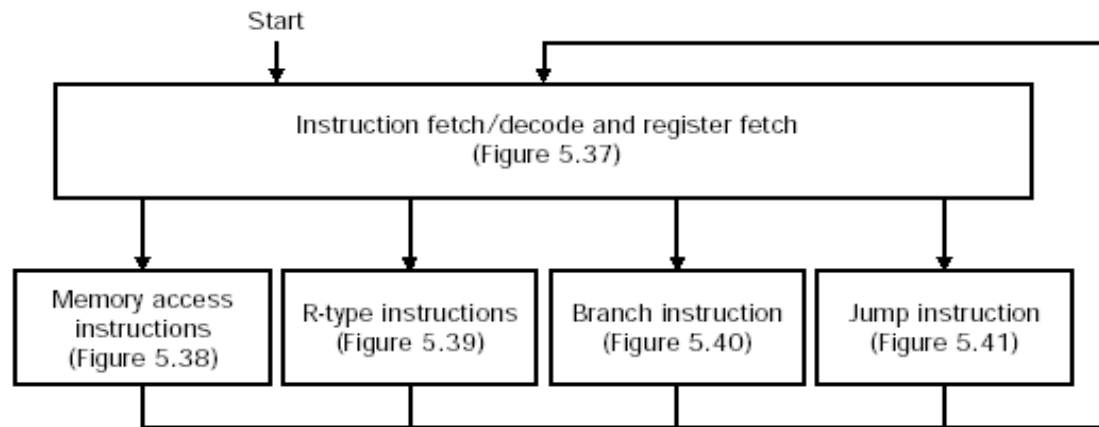 Start
Instruction fetch/decode and register fetch
(Figure 5.37)
Memory access
instructions
(Figure 5.38)
R-type instructions
(Figure 5.39)
Branch instruction
(Figure 5.40)
Jump instruction
(Figure 5.41)